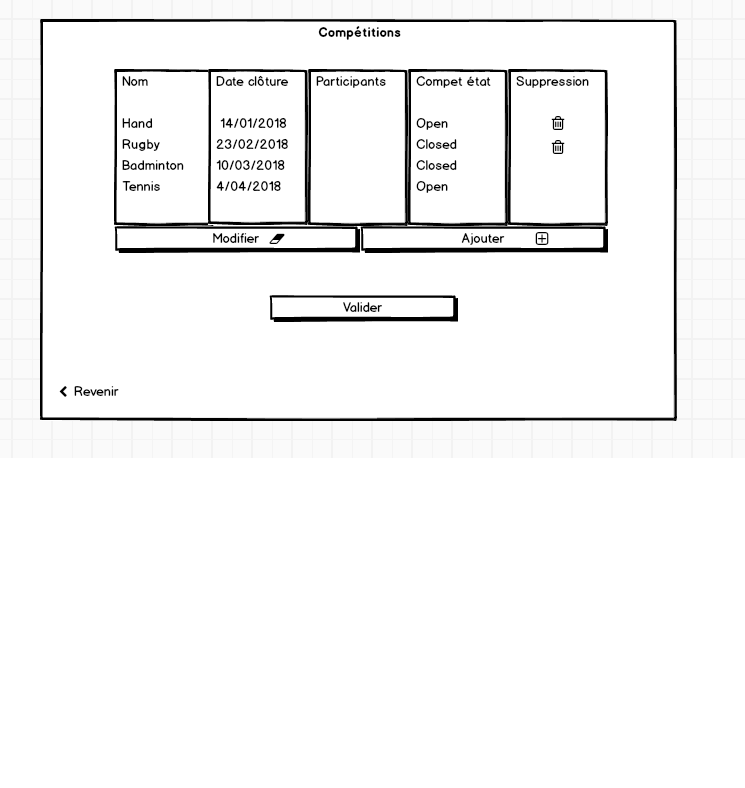 Compétitions
Nom Date clôture Participants Compet état Suppression
Hand 14/01/2018 Open
Rugby 23/02/2018 Closed
Badminton 10/03/2018 Closed
Tennis 4/04/2018 Open
Modifier Ajouter
Valider
Revenir